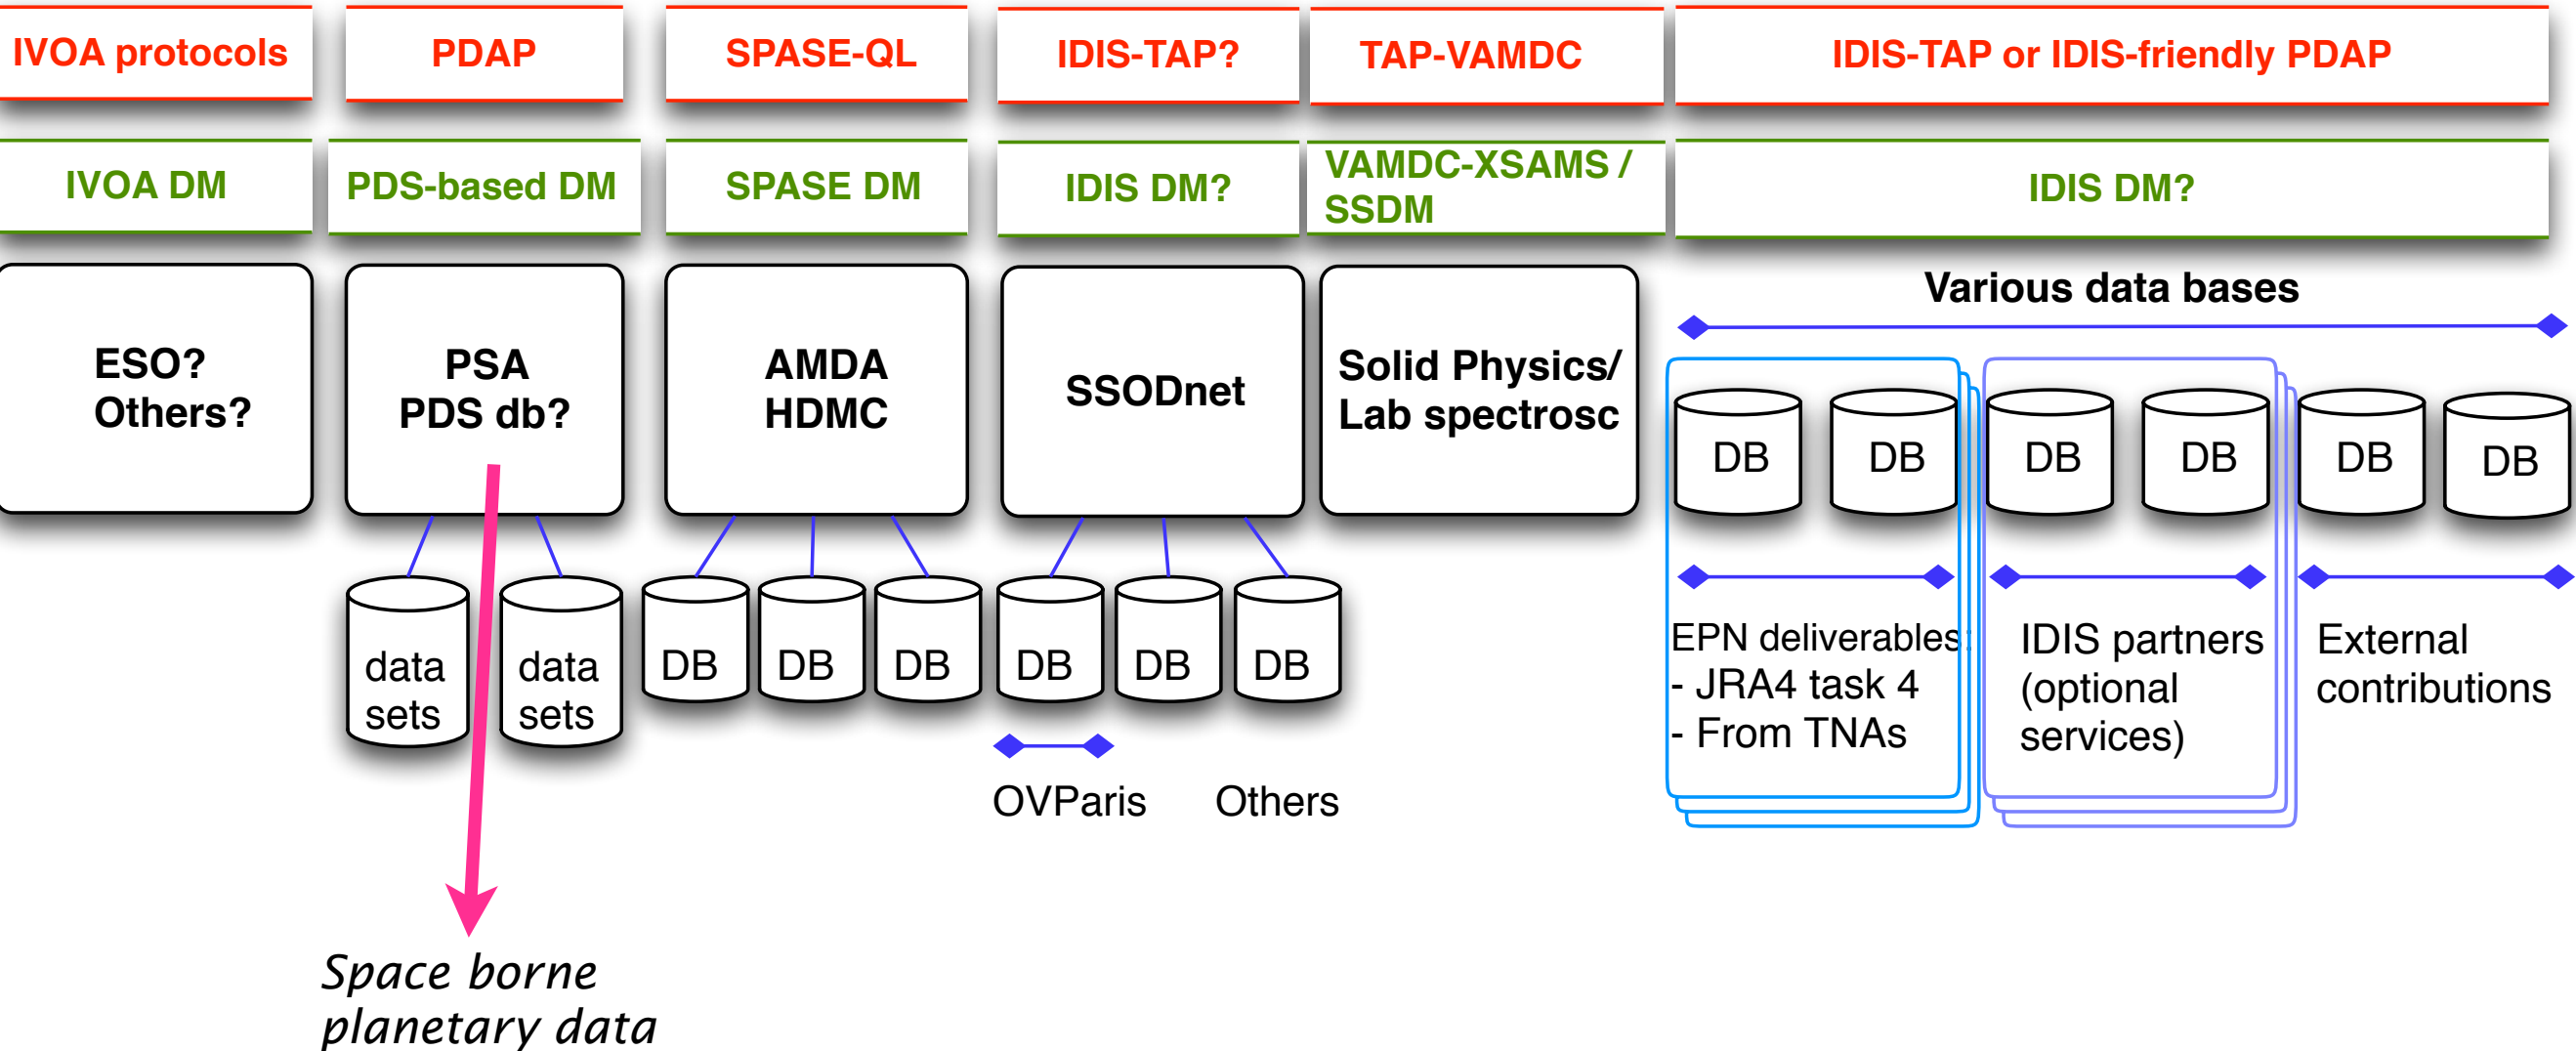 IVOA protocols
PDAP
SPASE-QL
IDIS-TAP?
TAP-VAMDC
IDIS-TAP or IDIS-friendly PDAP
IVOA DM
PDS-based DM
SPASE DM
IDIS DM?
VAMDC-XSAMS /
SSDM
IDIS DM?
ESO?
Others?
PSA
PDS db?
AMDA
HDMC
SSODnet
Solid Physics/
Lab spectrosc
Various data bases
DB
DB
DB
DB
DB
DB
data
sets
data
sets
DB
DB
DB
DB
DB
DB
OVParis
Others
EPN deliverables:
- JRA4 task 4
- From TNAs
IDIS partners
(optional
services)
External
contributions
Space borne
planetary data